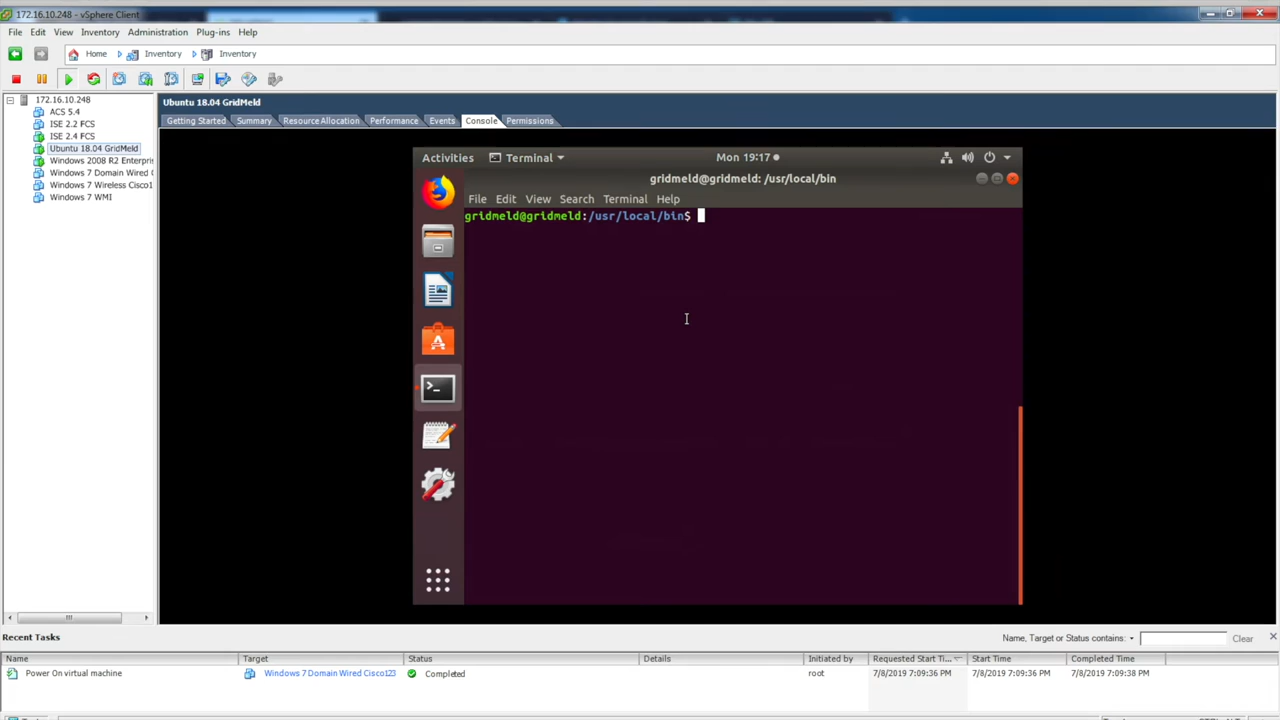 172.16.10.248 - vSphere Client
File Edit View Inventory Administration Plug-ins Help
Home Inventory Inventory
172.16.10.248
ACS 5.4
ISE 2.2 FCS
ISE 2.4 FCS
Ubuntu 18.04 GridMeld
Windows 2008 R2 Enterpris
Windows 7 Domain Wired C
Windows 7 Wireless Cisco1
Windows 7 WMI
Ubuntu 18.04 GridMeld
Getting Started Summary Resource Allocation Performance Events Console Permissions
Activities Terminal Mon 19:17
gridmeld@gridmeld: /usr/local/bin
File Edit View Search Terminal Help
gridmeld@gridmeld:/usr/local/bin$
Recent Tasks
Name, Target or Status contains: Clear
Name Target Status Details Initiated by Requested Start Ti... Start Time Completed Time
Power On virtual machine Windows 7 Domain Wired Cisco123 Completed root 7/8/2019 7:09:36 PM 7/8/2019 7:09:36 PM 7/8/2019 7:09:38 PM